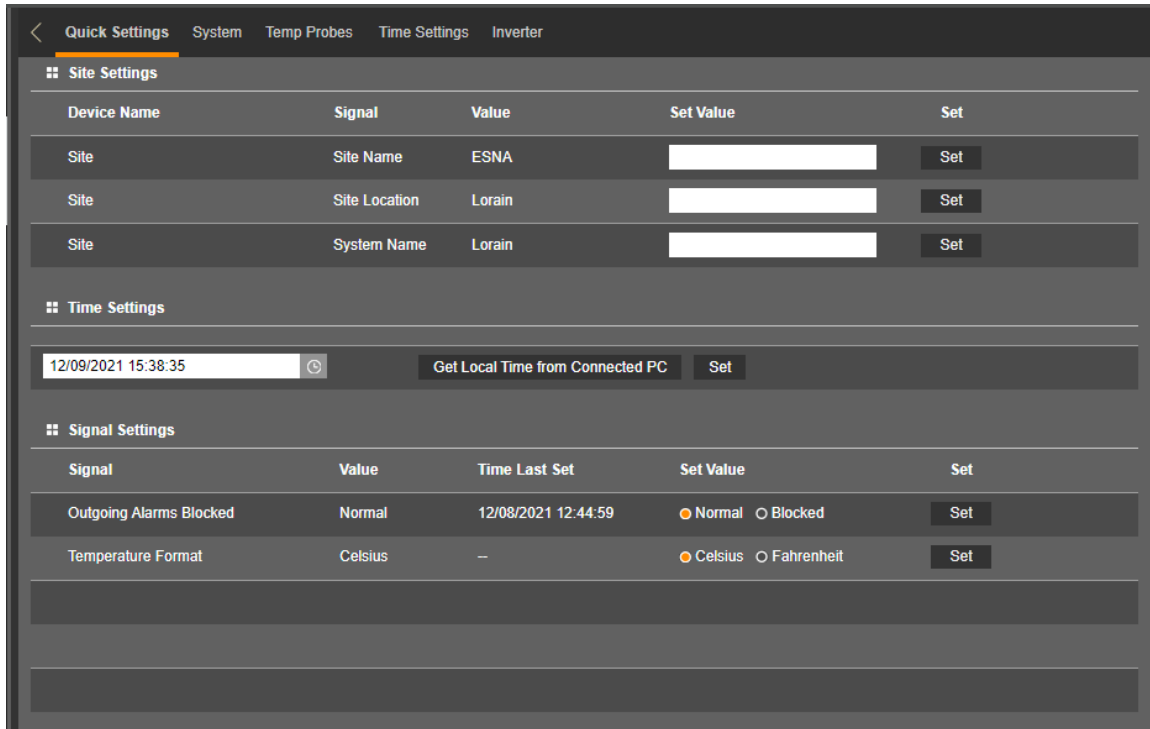 Quick Settings System Temp Probes Time Settings Inverter
Site Settings
Device Name Signal Value Set Value Set
Site Site Name ESNA Set
Site Site Location Lorain Set
Site System Name Lorain Set
Time Settings
12/09/2021 15:38:35 Get Local Time from Connected PC Set
Signal Settings
Signal Value Time Last Set Set Value Set
Outgoing Alarms Blocked Normal 12/08/2021 12:44:59 Normal Blocked Set
Temperature Format Celsius -- Celsius Fahrenheit Set